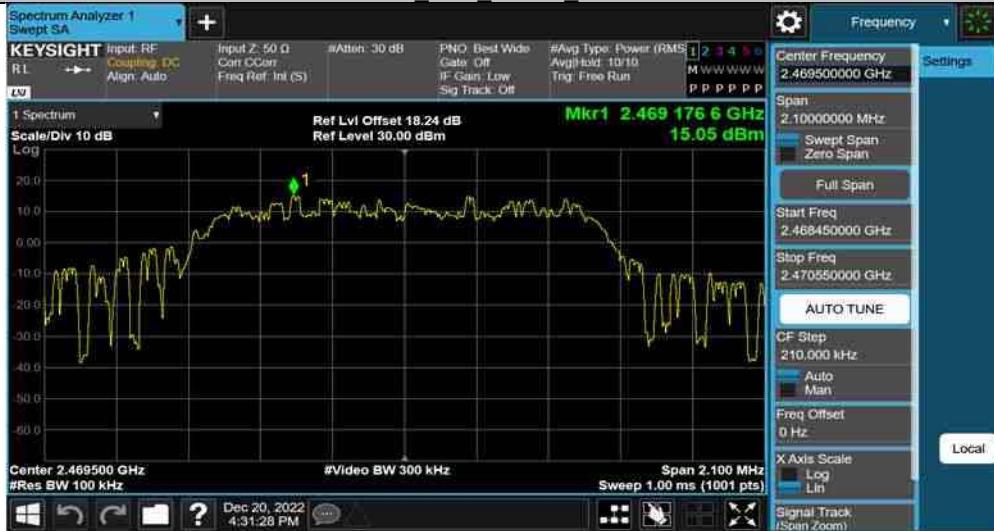 Spectrum Analyzer 1
Swept SA
+
Frequency
KEYSIGHT
RL
LXI
Input: RF
Coupling: DC
Align: Auto
Input Z: 50 Ω
Corr CCorr
Freq Ref: Int (S)
#Atten: 30 dB
PNO: Best Wide
Gate: Off
IF Gain: Low
Sig Track: Off
#Avg Type: Power (RMS
Avg|Hold: 10/10
Trig: Free Run
1 2 3 4 5 6
M W W W W W
P P P P P P
1 Spectrum
Scale/Div 10 dB
Log
Ref Lvl Offset 18.24 dB
Ref Level 30.00 dBm
Mkr1 2.469 176 6 GHz
15.05 dBm
1
20.0
10.0
0.00
-10.0
-20.0
-30.0
-40.0
-50.0
-60.0
Center 2.469500 GHz
#Res BW 100 kHz
#Video BW 300 kHz
Span 2.100 MHz
Sweep 1.00 ms (1001 pts)
?
Dec 20, 2022
4:31:28 PM
Center Frequency
2.469500000 GHz
Span
2.10000000 MHz
Swept Span
Zero Span
Full Span
Start Freq
2.468450000 GHz
Stop Freq
2.470550000 GHz
AUTO TUNE
CF Step
210.000 kHz
Auto
Man
Freq Offset
0 Hz
X Axis Scale
Log
Lin
Signal Track
(Span Zoom)
Settings
Local